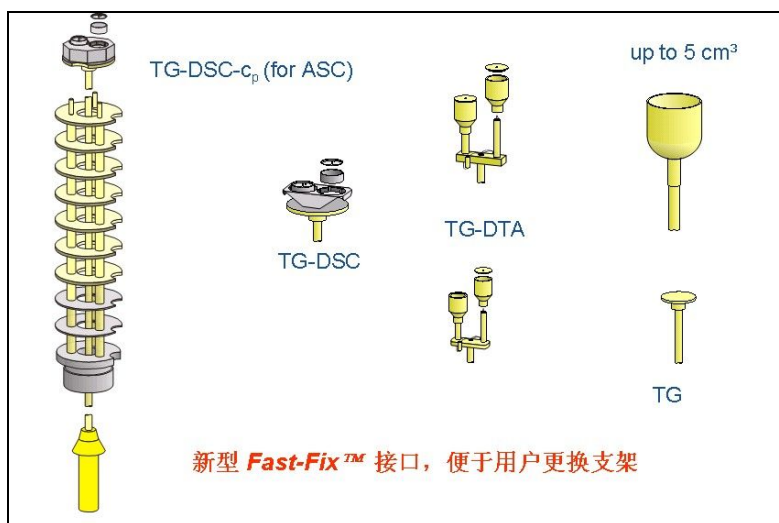 TG-DSC-cₚ (for ASC)
up to 5 cm³
TG-DSC
TG-DTA
TG
新型 Fast-Fix™ 接口，便于用户更换支架